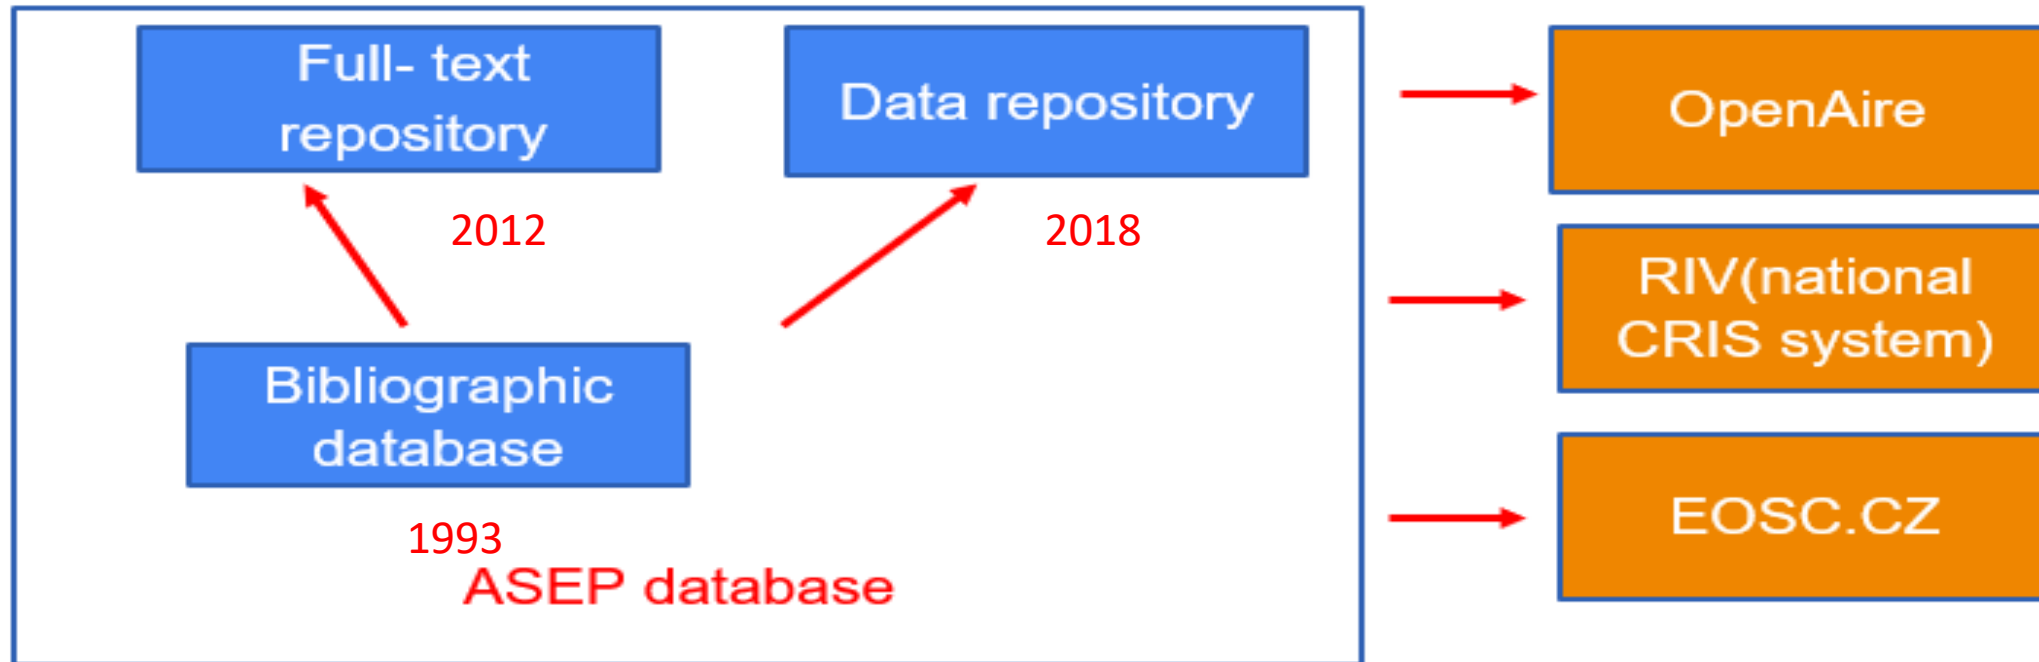 Full- text
repository
Data repository
2012
2018
Bibliographic
database
1993
ASEP database
OpenAire
RIV(national
CRIS system)
EOSC.CZ